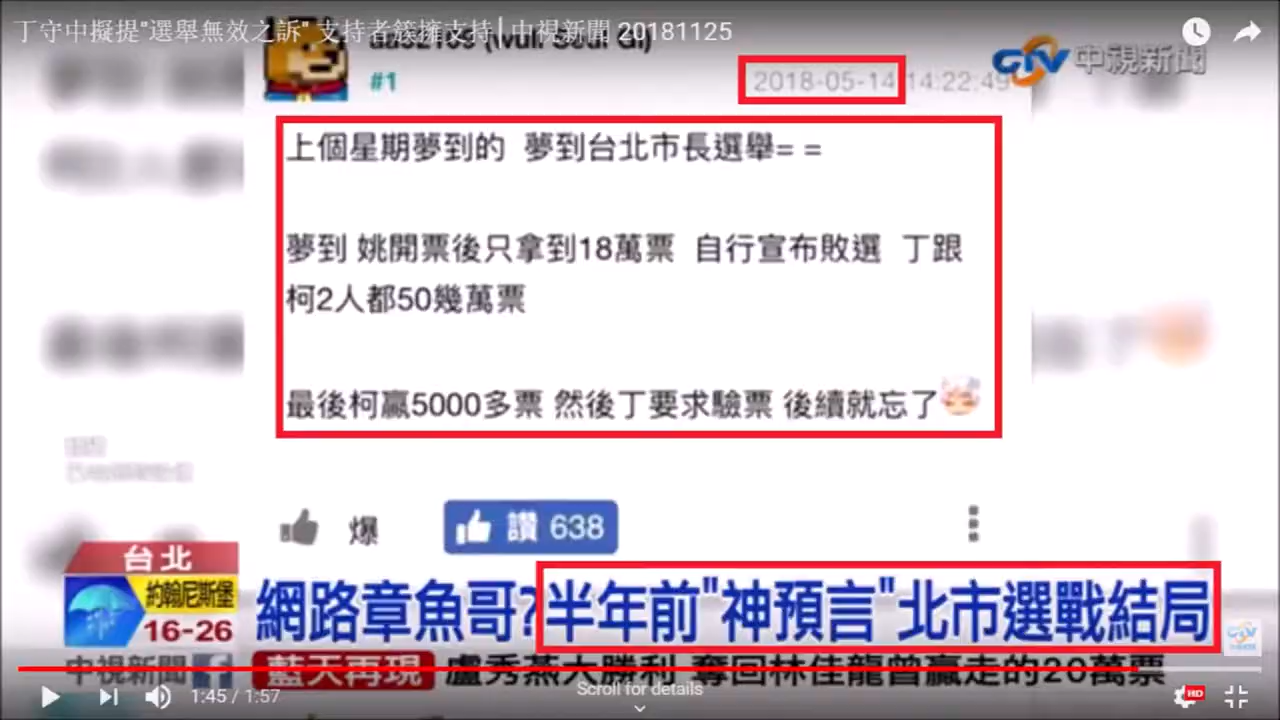 丁守中擬提"選舉無效之訴" 支持者簇擁支持│中視新聞 20181125
#1
2018-05-14 14:22:49
CTV 中視新聞
上個星期夢到的 夢到台北市長選舉= =
夢到 姚開票後只拿到18萬票 自行宣布敗選 丁跟
柯2人都50幾萬票
最後柯贏5000多票 然後丁要求驗票 後續就忘了
爆
讚 638
台北
約翰尼斯堡
16-26
網路章魚哥?半年前"神預言"北市選戰結局
中視新聞
藍天再現 盧秀燕大勝利 奪回林佳龍曾贏走的20萬票
1:45 / 1:57
Scroll for details
HD